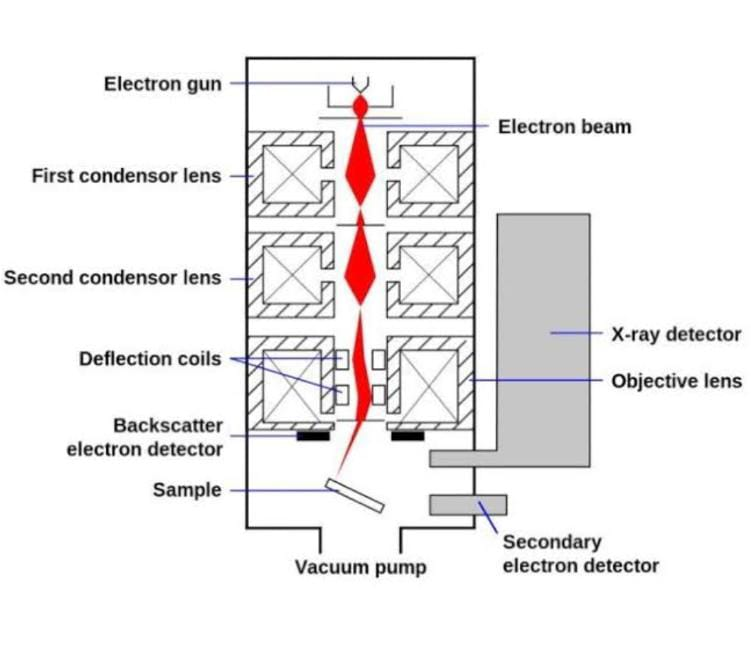 Electron gun
Electron beam
First condensor lens
Second condensor lens
X-ray detector
Deflection coils
Objective lens
Backscatter
electron detector
Sample
Secondary
electron detector
Vacuum pump